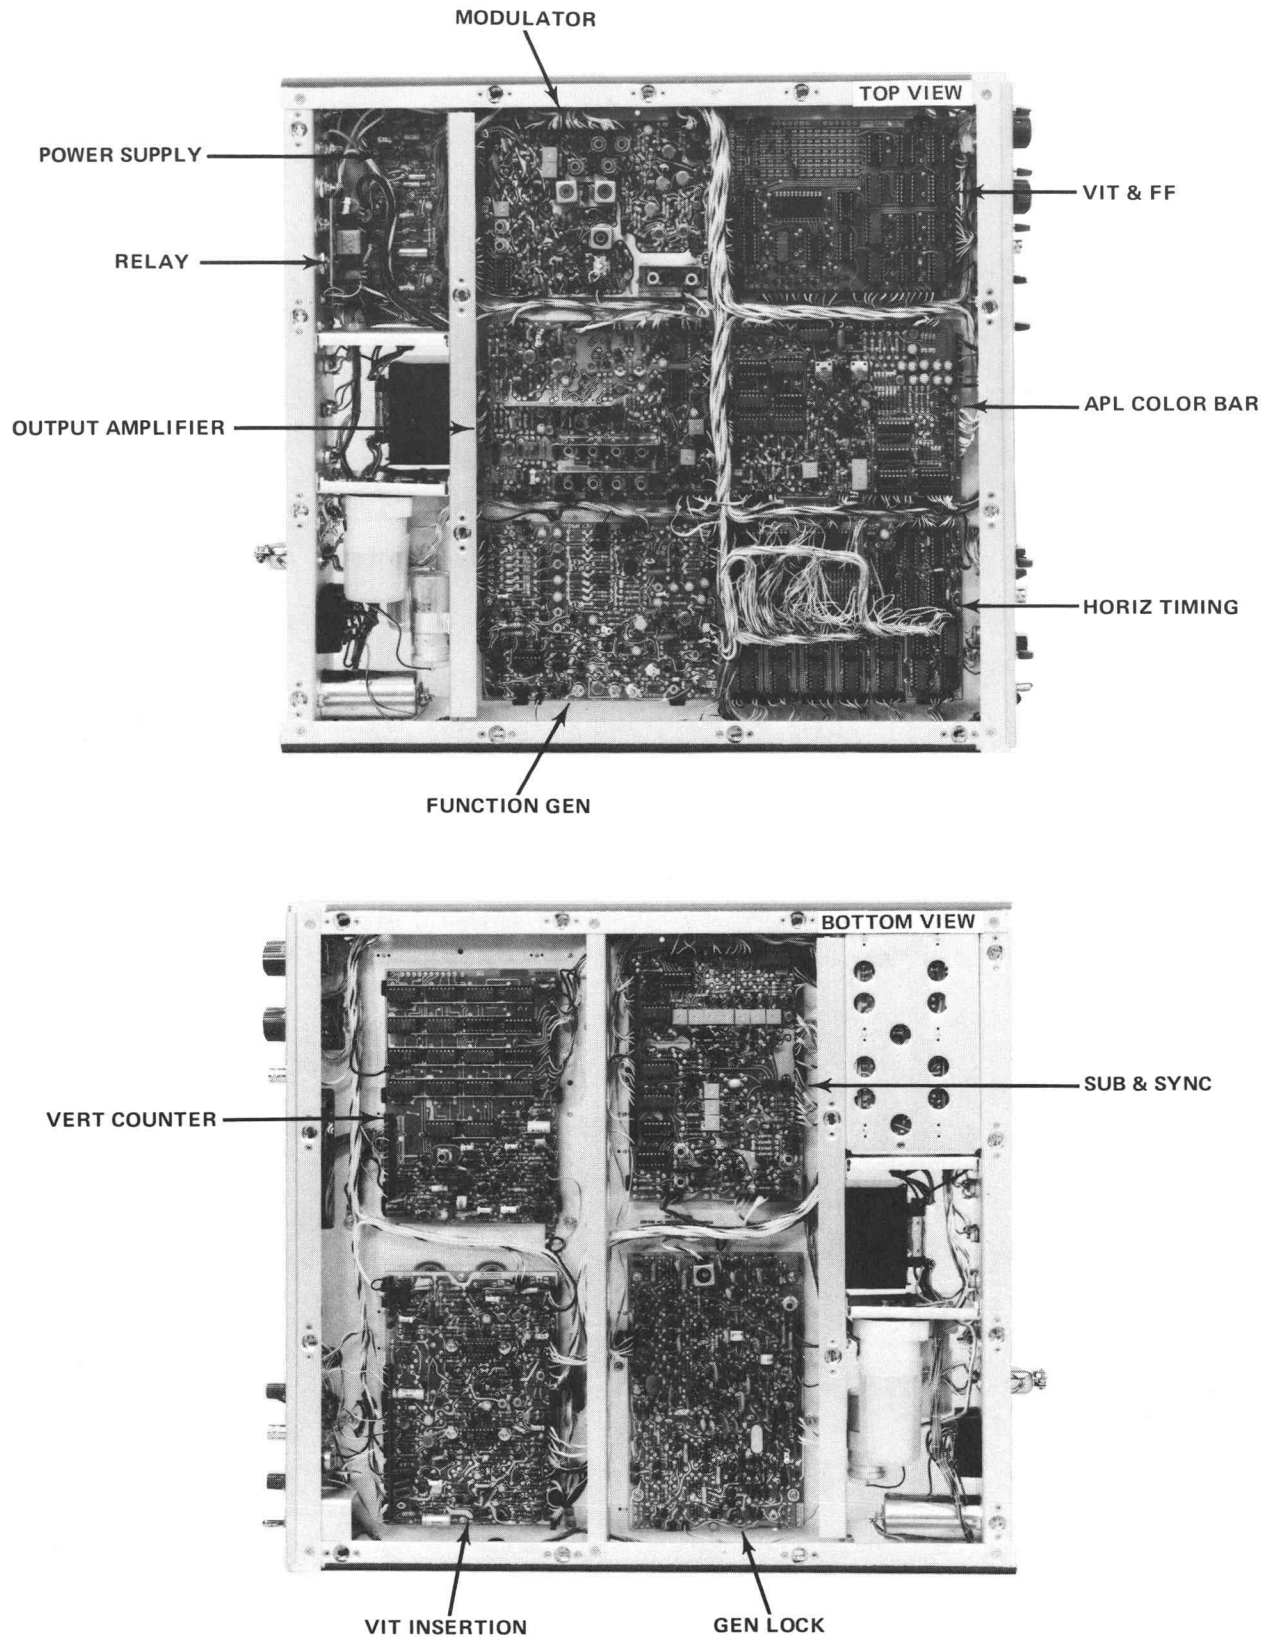 MODULATOR
TOP VIEW
POWER SUPPLY
VIT & FF
RELAY
APL COLOR BAR
OUTPUT AMPLIFIER
HORIZ TIMING
FUNCTION GEN
BOTTOM VIEW
SUB & SYNC
VERT COUNTER
VIT INSERTION
GEN LOCK